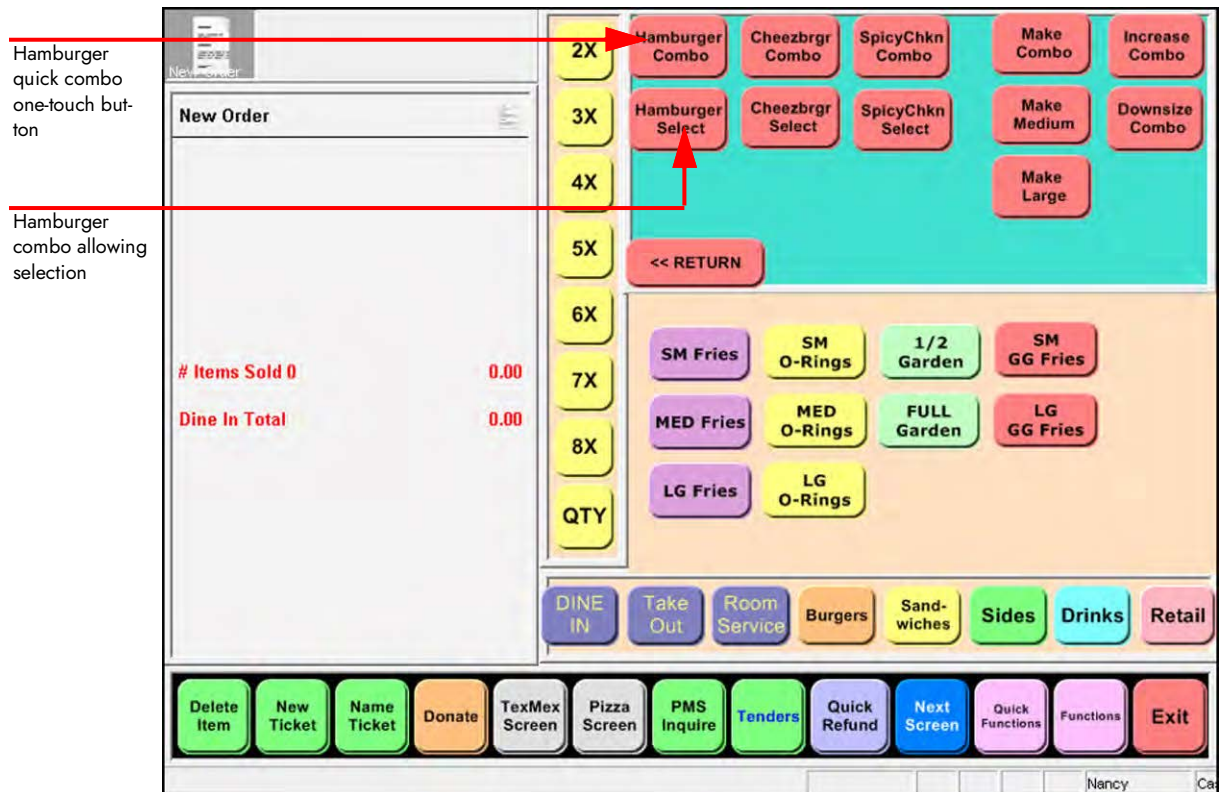 Hamburger
quick combo
one-touch but-
ton
Hamburger
combo allowing
selection
New Order
New Order
# Items Sold 0 0.00
Dine In Total 0.00
2X
3X
4X
5X
6X
7X
8X
QTY
Hamburger
Combo
Cheezbrgr
Combo
SpicyChkn
Combo
Make
Combo
Increase
Combo
Hamburger
Select
Cheezbrgr
Select
SpicyChkn
Select
Make
Medium
Downsize
Combo
Make
Large
<< RETURN
SM Fries
SM
O-Rings
1/2
Garden
SM
GG Fries
MED Fries
MED
O-Rings
FULL
Garden
LG
GG Fries
LG Fries
LG
O-Rings
DINE
IN
Take
Out
Room
Service
Burgers
Sand-
wiches
Sides
Drinks
Retail
Delete
Item
New
Ticket
Name
Ticket
Donate
TexMex
Screen
Pizza
Screen
PMS
Inquire
Tenders
Quick
Refund
Next
Screen
Quick
Functions
Functions
Exit
Nancy